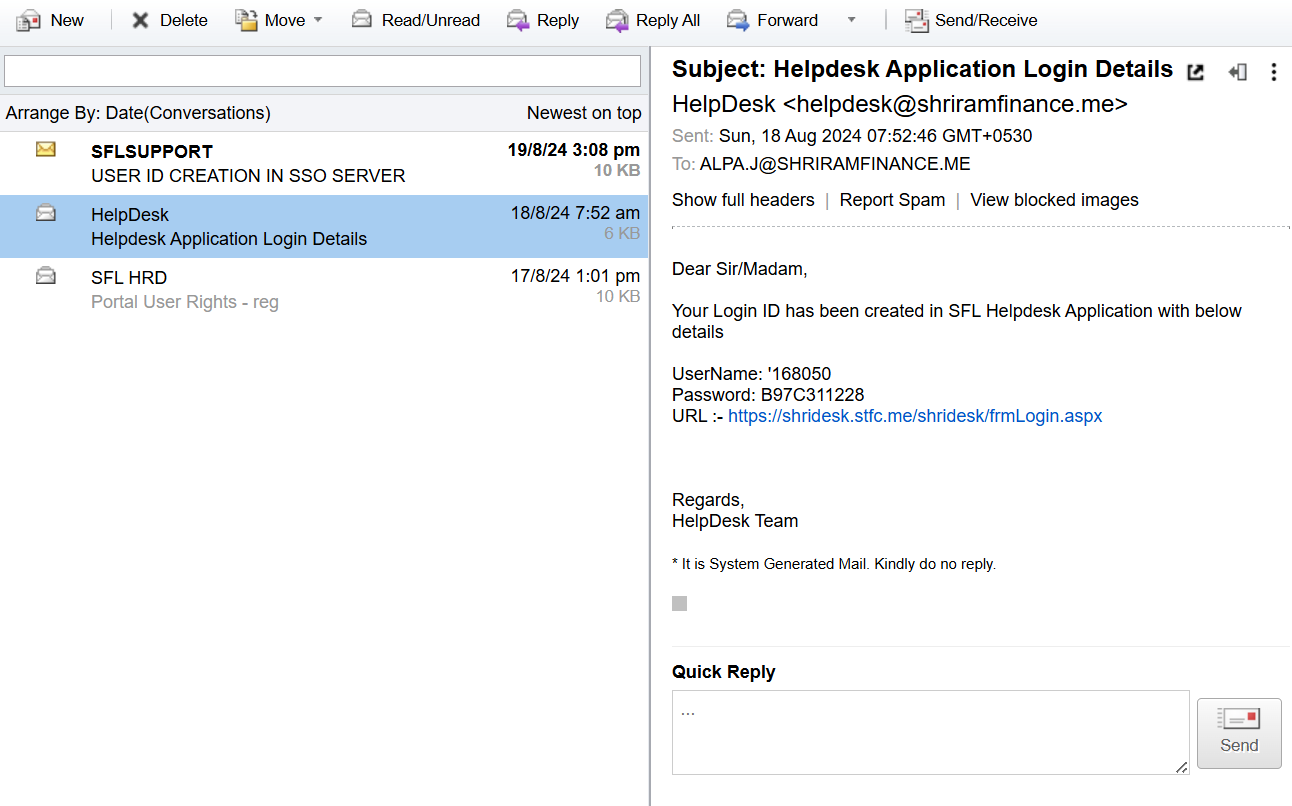 New Delete Move Read/Unread Reply Reply All Forward Send/Receive
Arrange By: Date(Conversations) Newest on top
SFLSUPPORT 19/8/24 3:08 pm
USER ID CREATION IN SSO SERVER 10 KB
HelpDesk 18/8/24 7:52 am
Helpdesk Application Login Details 6 KB
SFL HRD 17/8/24 1:01 pm
Portal User Rights - reg 10 KB
Subject: Helpdesk Application Login Details
HelpDesk <helpdesk@shriramfinance.me>
Sent: Sun, 18 Aug 2024 07:52:46 GMT+0530
To: ALPA.J@SHRIRAMFINANCE.ME
Show full headers | Report Spam | View blocked images
Dear Sir/Madam,
Your Login ID has been created in SFL Helpdesk Application with below
details
UserName: '168050
Password: B97C311228
URL :- https://shridesk.stfc.me/shridesk/frmLogin.aspx
Regards,
HelpDesk Team
* It is System Generated Mail. Kindly do no reply.
Quick Reply
...
Send